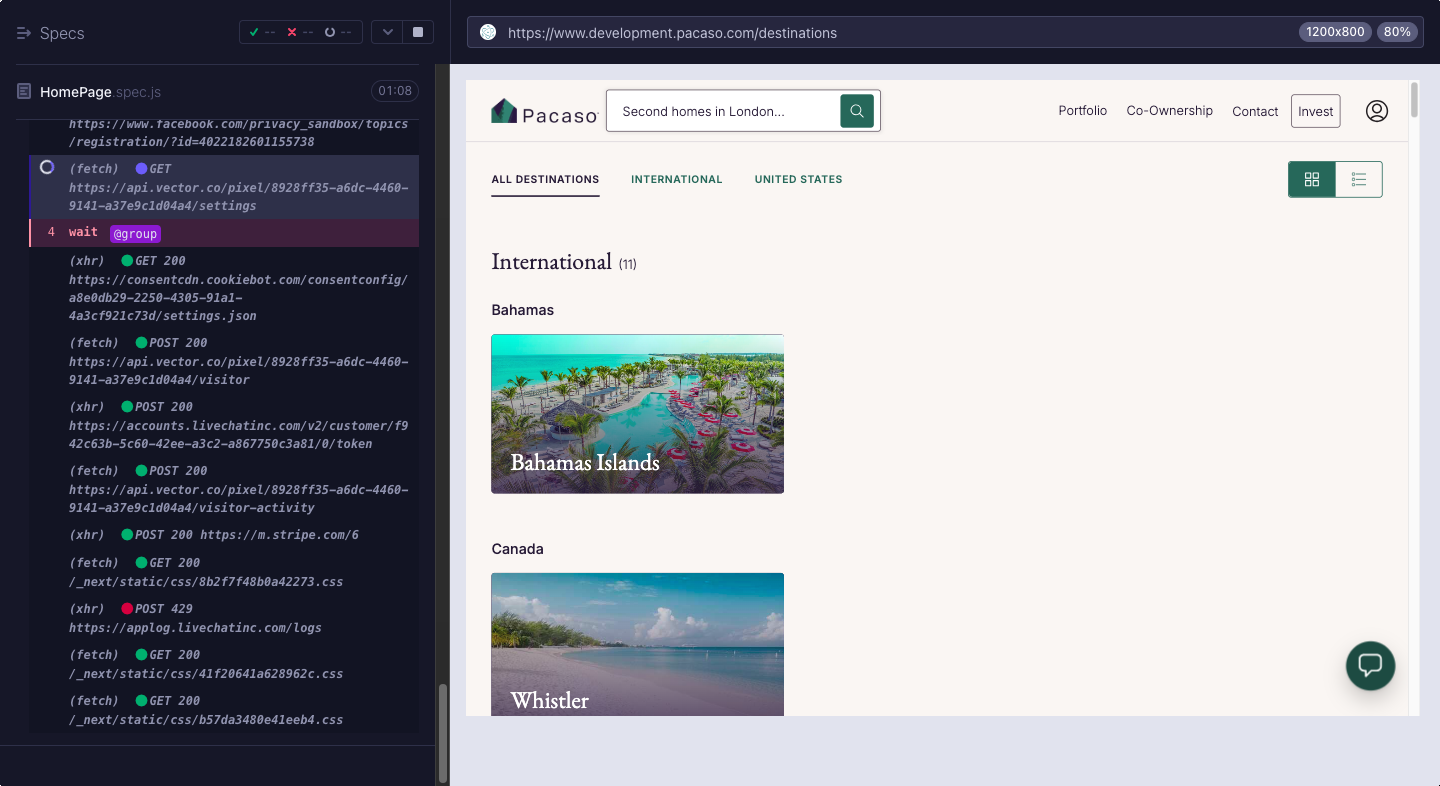 Specs
-- -- --
https://www.development.pacaso.com/destinations
1200x800
80%
HomePage.spec.js
01:08
https://www.facebook.com/privacy_sandbox/topics
/registration/?id=4022182601155738
(fetch) GET
https://api.vector.co/pixel/8928ff35-a6dc-4460-
9141-a37e9c1d04a4/settings
4 wait @group
(xhr) GET 200
https://consentcdn.cookiebot.com/consentconfig/
a8e0db29-2250-4305-91a1-
4a3cf921c73d/settings.json
(fetch) POST 200
https://api.vector.co/pixel/8928ff35-a6dc-4460-
9141-a37e9c1d04a4/visitor
(xhr) POST 200
https://accounts.livechatinc.com/v2/customer/f9
42c63b-5c60-42ee-a3c2-a867750c3a81/0/token
(fetch) POST 200
https://api.vector.co/pixel/8928ff35-a6dc-4460-
9141-a37e9c1d04a4/visitor-activity
(xhr) POST 200 https://m.stripe.com/6
(fetch) GET 200
/_next/static/css/8b2f7f48b0a42273.css
(xhr) POST 429
https://applog.livechatinc.com/logs
(fetch) GET 200
/_next/static/css/41f20641a628962c.css
(fetch) GET 200
/_next/static/css/b57da3480e41eeb4.css
Pacaso
Second homes in London...
Portfolio
Co-Ownership
Contact
Invest
ALL DESTINATIONS
INTERNATIONAL
UNITED STATES
International (11)
Bahamas
Bahamas Islands
Canada
Whistler